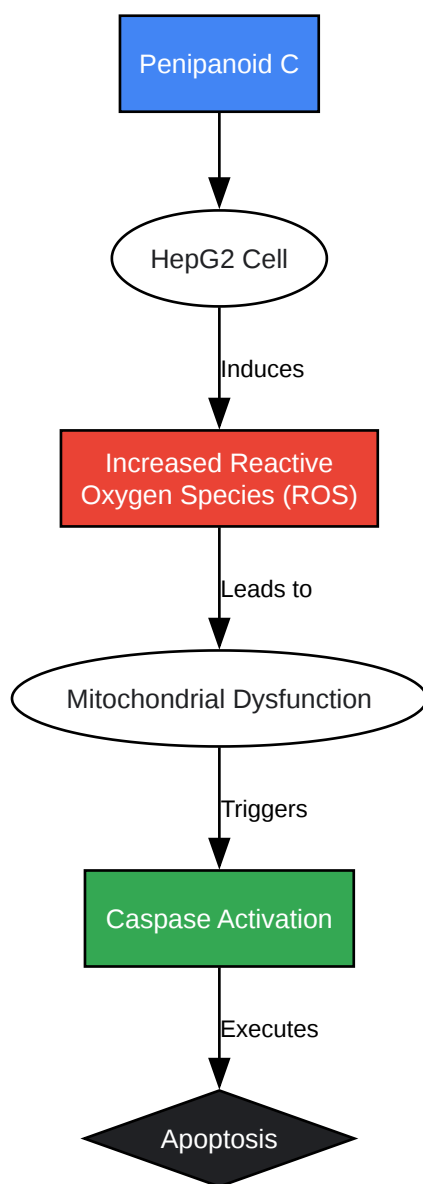 Penipanoid C
HepG2 Cell
Induces
Increased Reactive
Oxygen Species (ROS)
Leads to
Mitochondrial Dysfunction
Triggers
Caspase Activation
Executes
Apoptosis